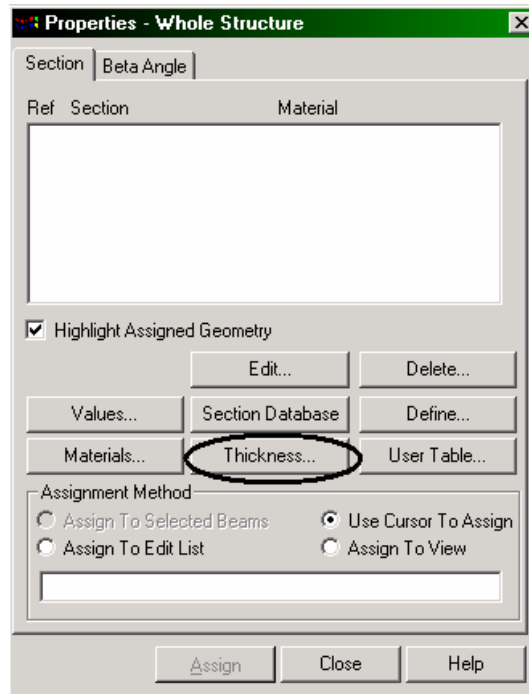 Properties - Whole Structure
Section Beta Angle
Ref Section Material
Highlight Assigned Geometry
Edit... Delete...
Values... Section Database Define...
Materials... Thickness... User Table...
Assignment Method
Assign To Selected Beams Use Cursor To Assign
Assign To Edit List Assign To View
Assign Close Help